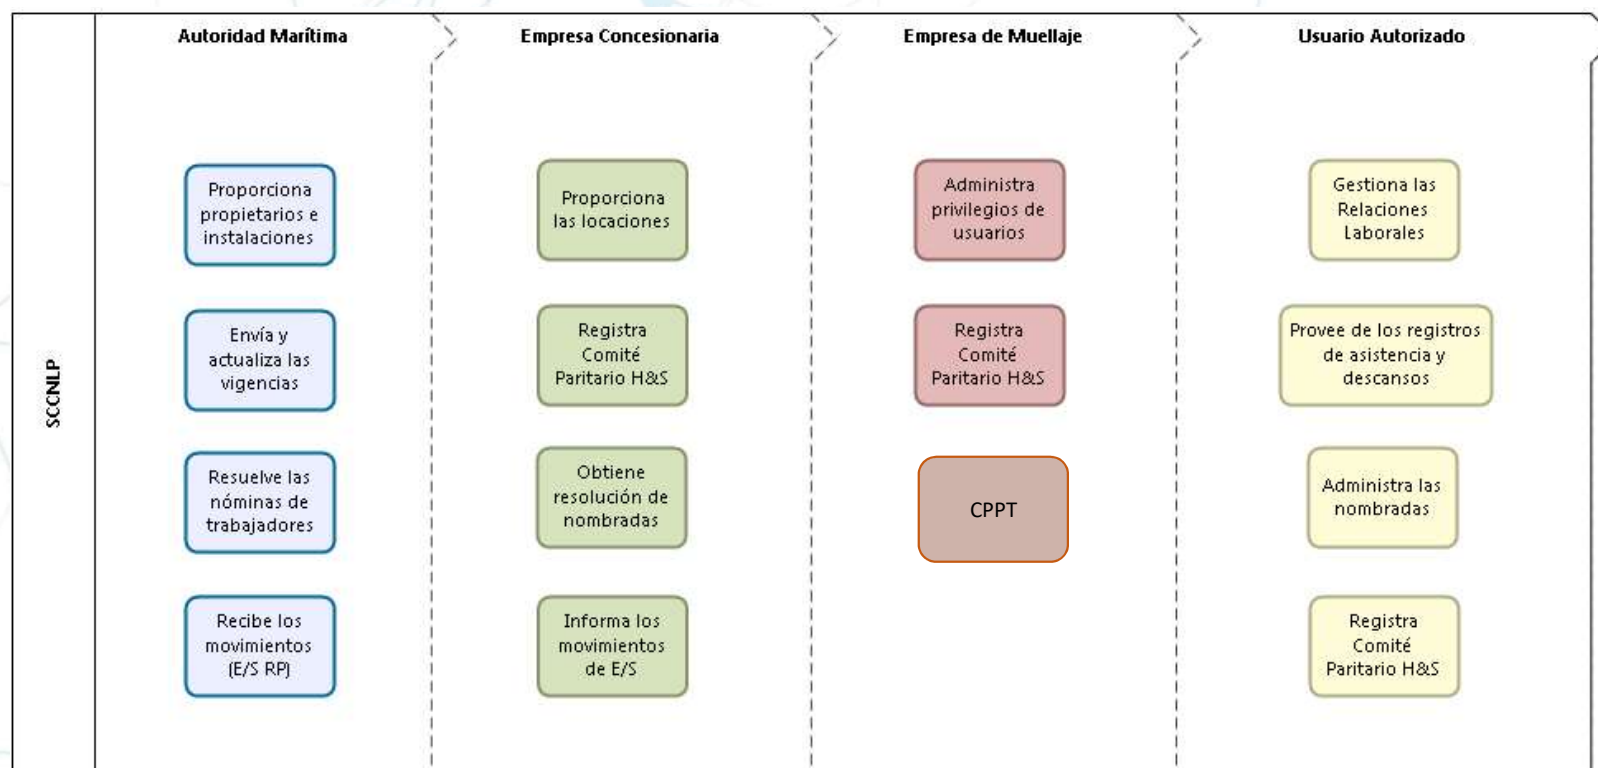 Autoridad Marítima
Empresa Concesionaria
Empresa de Muellaje
Usuario Autorizado
SCCNLP
Proporciona
propietarios e
instalaciones
Proporciona
las locaciones
Administra
privilegios de
usuarios
Gestiona las
Relaciones
Laborales
Envía y
actualiza las
vigencias
Registra
Comité
Paritario H&S
Registra
Comité
Paritario H&S
Provee de los registros
de asistencia y
descansos
Resuelve las
nóminas de
trabajadores
Obtiene
resolución de
nombradas
CPPT
Administra las
nombradas
Recibe los
movimientos
(E/S RP)
Informa los
movimientos
de E/S
Registra
Comité
Paritario H&S